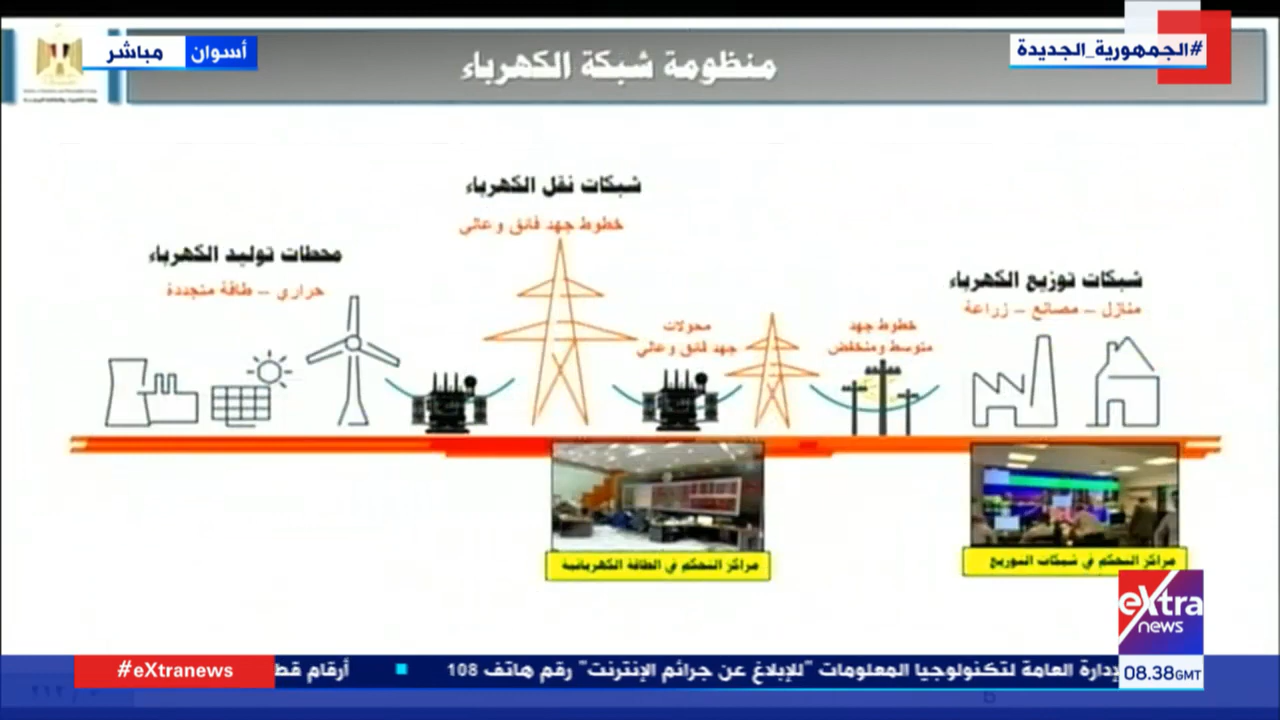 #الجمهورية_الجديدة
أسوان مباشر
منظومة شبكة الكهرباء
شبكات نقل الكهرباء
خطوط جهد فائق وعالي
محطات توليد الكهرباء
حراري – طاقة متجددة
شبكات توزيع الكهرباء
منازل – مصانع – زراعة
محولات
جهد فائق وعالي
خطوط جهد
متوسط ومنخفض
مراكز التحكم في الطاقة الكهربائية
مراكز التحكم في شبكات التوزيع
eXtra
news
#eXtranews
لإدارة العامة لتكنولوجيا المعلومات "للإبلاغ عن جرائم الإنترنت" رقم هاتف 108 ■ أرقام قط
08.38GMT